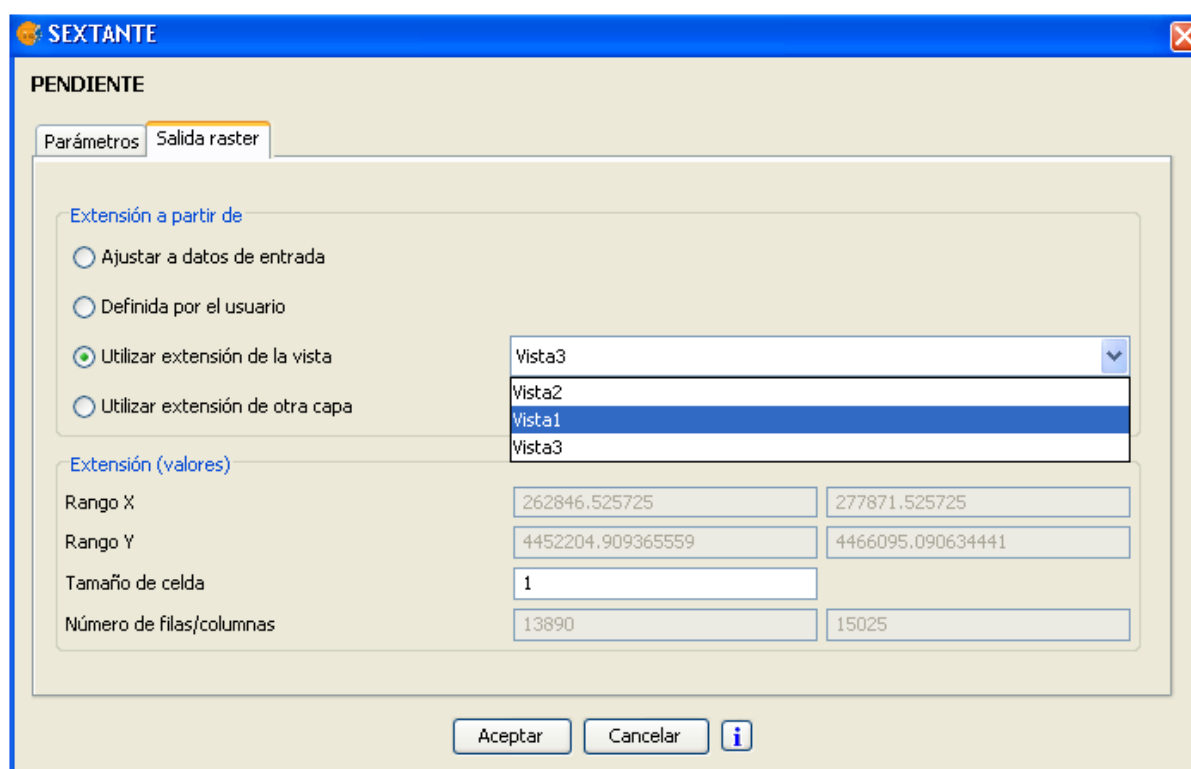 SEXTANTE
PENDIENTE
Parámetros Salida raster
Extensión a partir de
Ajustar a datos de entrada
Definida por el usuario
Utilizar extensión de la vista Vista3
Vista2
Utilizar extensión de otra capa
Vista1
Vista3
Extensión (valores)
Rango X 262846.525725 277871.525725
Rango Y 4452204.909365559 4466095.090634441
Tamaño de celda 1
Número de filas/columnas 13890 15025
Aceptar Cancelar i